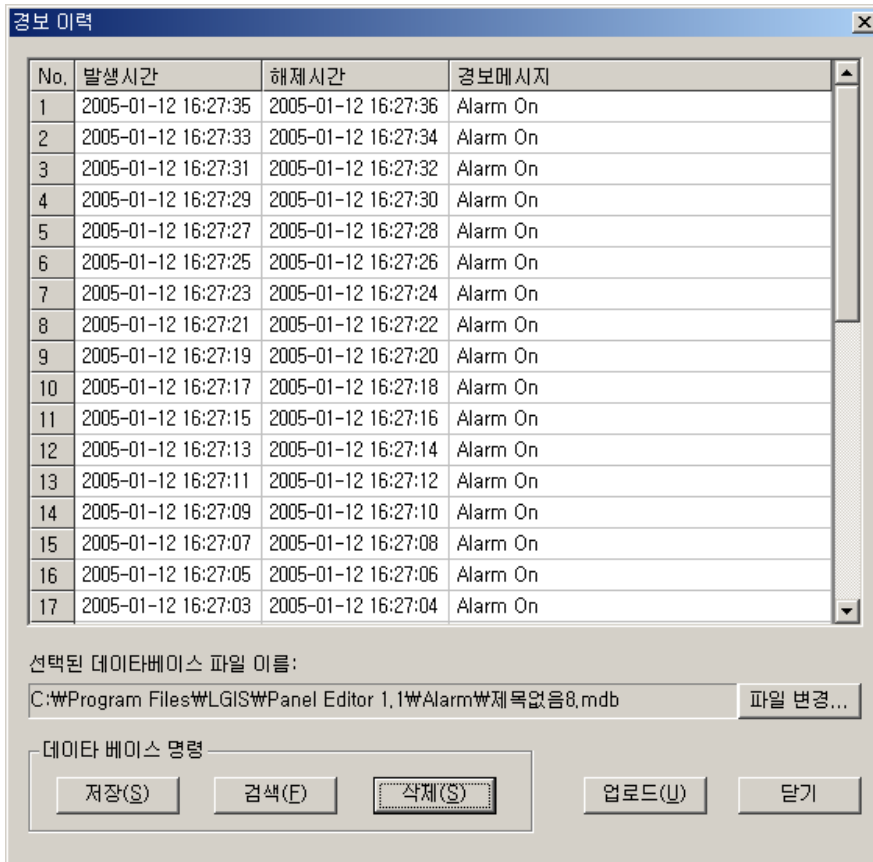 경보 이력
No. 발생시간 해제시간 경보메시지
1 2005-01-12 16:27:35 2005-01-12 16:27:36 Alarm On
2 2005-01-12 16:27:33 2005-01-12 16:27:34 Alarm On
3 2005-01-12 16:27:31 2005-01-12 16:27:32 Alarm On
4 2005-01-12 16:27:29 2005-01-12 16:27:30 Alarm On
5 2005-01-12 16:27:27 2005-01-12 16:27:28 Alarm On
6 2005-01-12 16:27:25 2005-01-12 16:27:26 Alarm On
7 2005-01-12 16:27:23 2005-01-12 16:27:24 Alarm On
8 2005-01-12 16:27:21 2005-01-12 16:27:22 Alarm On
9 2005-01-12 16:27:19 2005-01-12 16:27:20 Alarm On
10 2005-01-12 16:27:17 2005-01-12 16:27:18 Alarm On
11 2005-01-12 16:27:15 2005-01-12 16:27:16 Alarm On
12 2005-01-12 16:27:13 2005-01-12 16:27:14 Alarm On
13 2005-01-12 16:27:11 2005-01-12 16:27:12 Alarm On
14 2005-01-12 16:27:09 2005-01-12 16:27:10 Alarm On
15 2005-01-12 16:27:07 2005-01-12 16:27:08 Alarm On
16 2005-01-12 16:27:05 2005-01-12 16:27:06 Alarm On
17 2005-01-12 16:27:03 2005-01-12 16:27:04 Alarm On
선택된 데이타베이스 파일 이름:
C:₩Program Files₩LGIS₩Panel Editor 1.1₩Alarm₩제목없음8.mdb 파일 변경...
데이타 베이스 명령
저장(S) 검색(F) 삭제(S) 업로드(U) 닫기